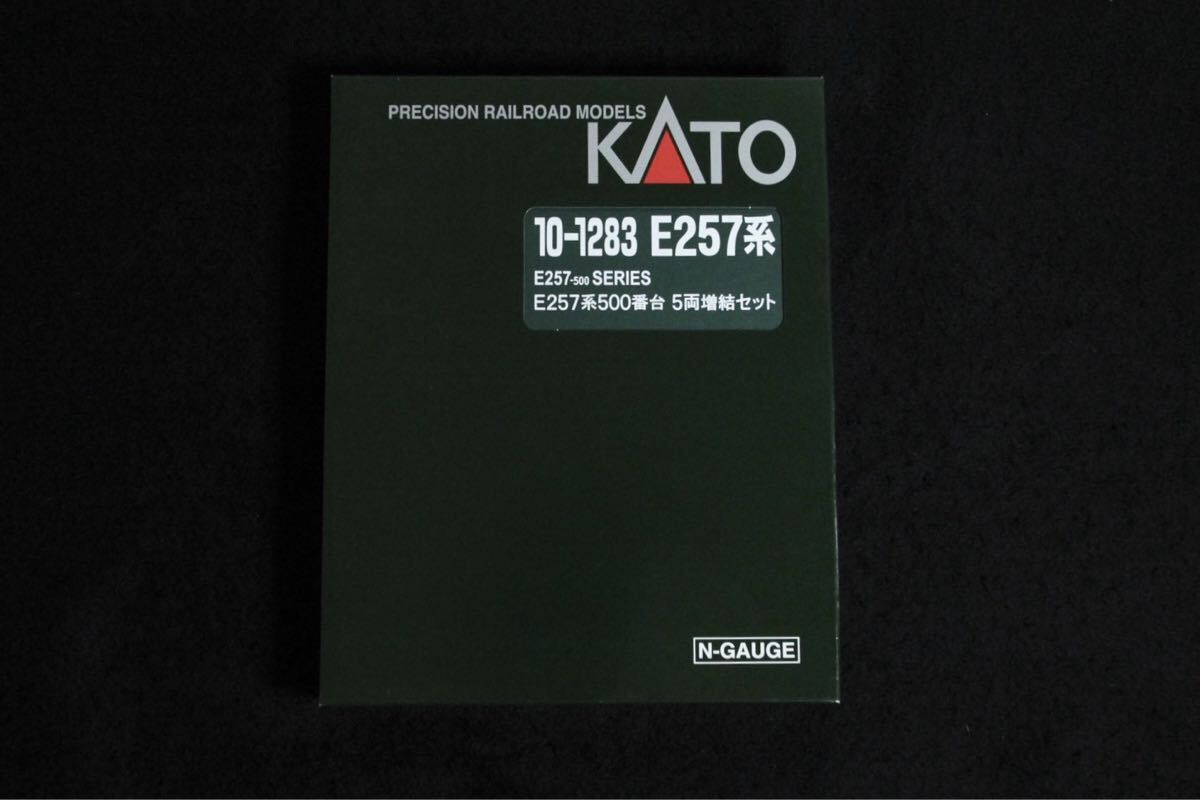 PRECISION RAILROAD MODELS
KATO
10-1283 E257系
E257-500 SERIES
E257系500番台 5両増結セット
N-GAUGE